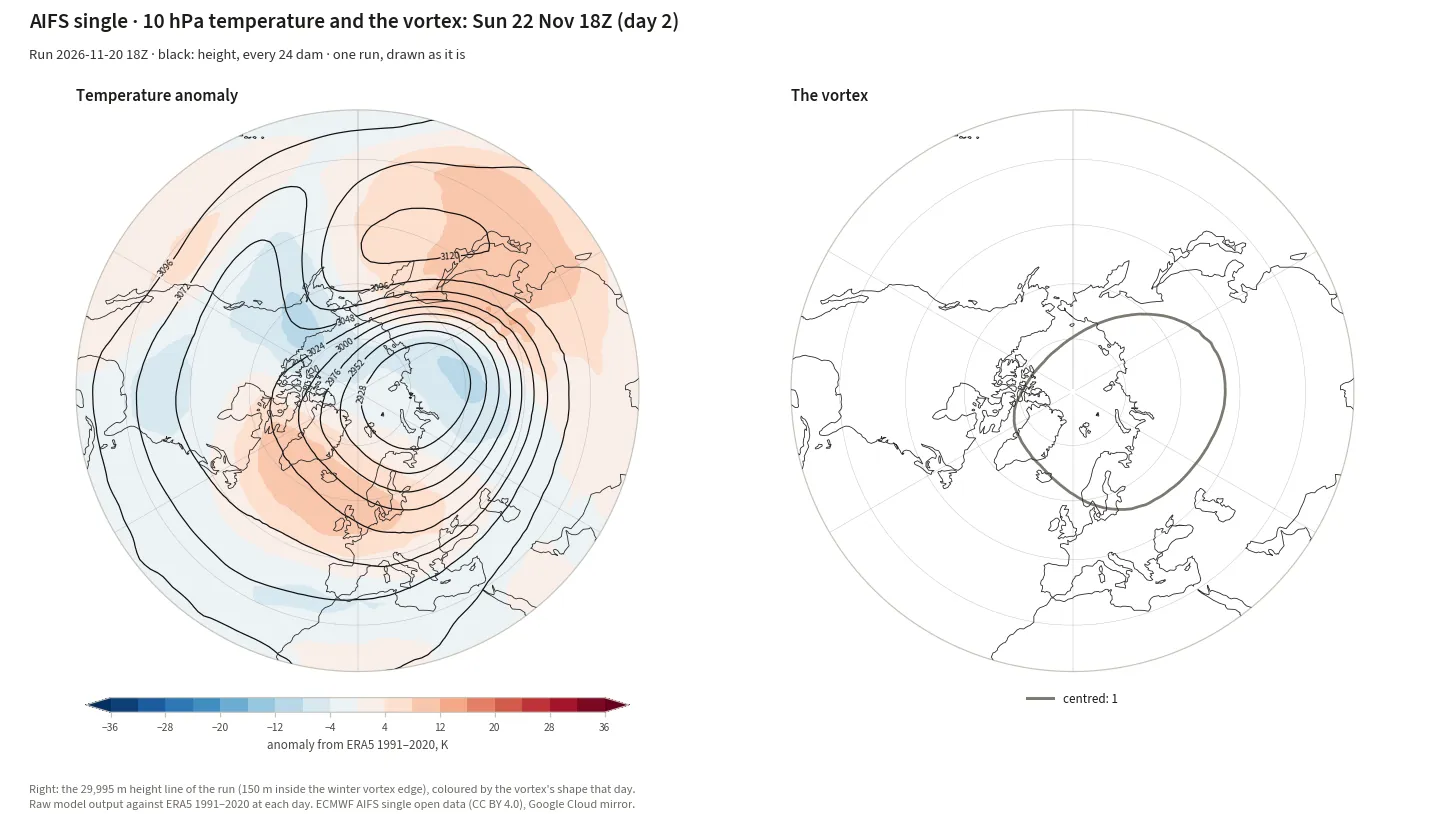 AIFS single · 10 hPa temperature and the vortex: Sun 22 Nov 18Z (day 2)
Run 2026-11-20 18Z · black: height, every 24 dam · one run, drawn as it is
Temperature anomaly
The vortex
3120
3096
3096
3072
3048
3024
3000
2976
2952
2928
−36 −28 −20 −12 −4 4 12 20 28 36
anomaly from ERA5 1991–2020, K
centred: 1
Right: the 29,995 m height line of the run (150 m inside the winter vortex edge), coloured by the vortex's shape that day.
Raw model output against ERA5 1991–2020 at each day. ECMWF AIFS single open data (CC BY 4.0), Google Cloud mirror.